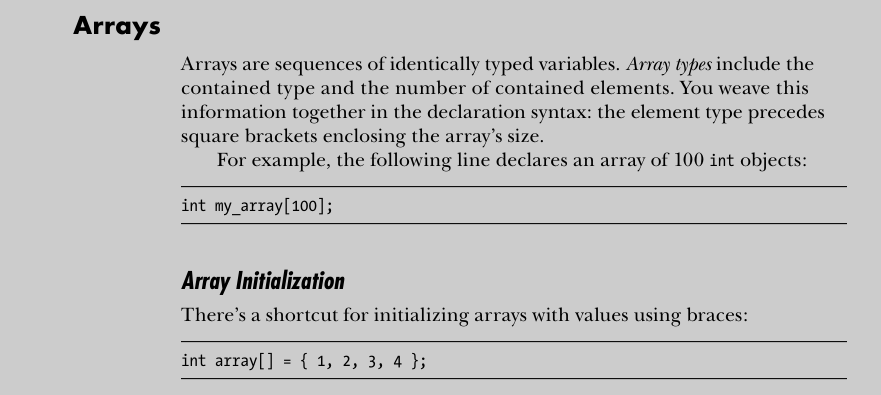 Arrays
Arrays are sequences of identically typed variables. Array types include the
contained type and the number of contained elements. You weave this
information together in the declaration syntax: the element type precedes
square brackets enclosing the array's size.
For example, the following line declares an array of 100 int objects:
int my_array[100];
Array Initialization
There's a shortcut for initializing arrays with values using braces:
int array[] = { 1, 2, 3, 4 };